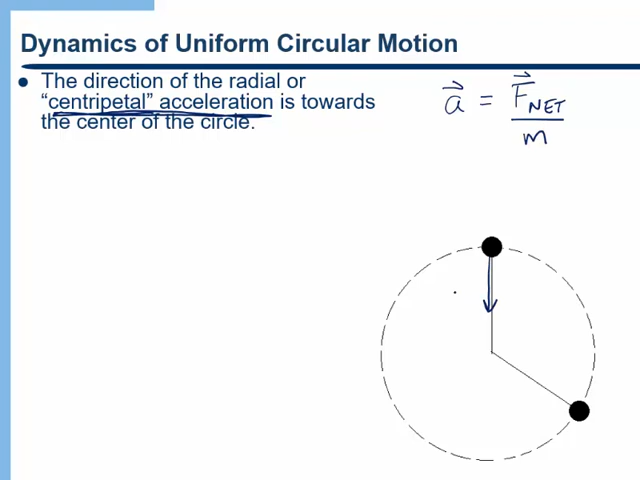 Dynamics of Uniform Circular Motion
The direction of the radial or
“centripetal” acceleration is towards
the center of the circle.
a⃗ = F⃗NET
m